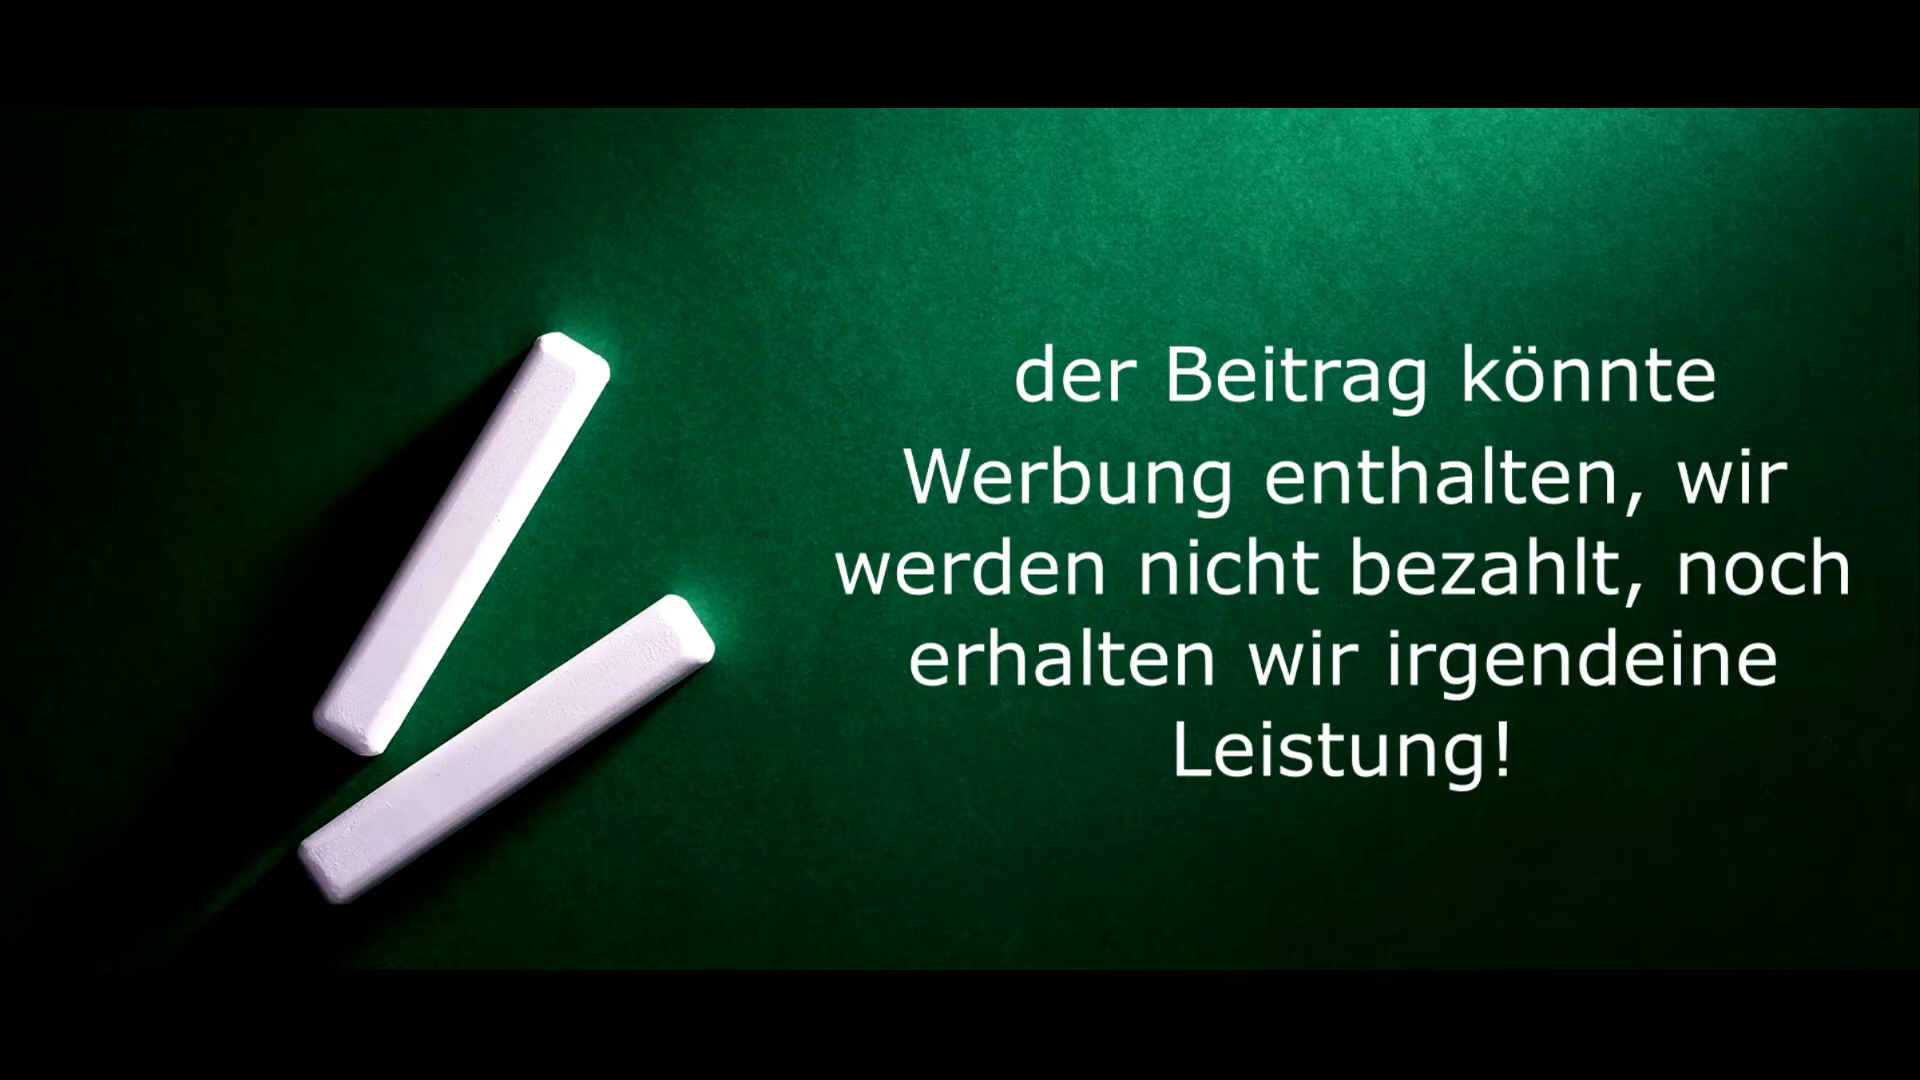 der Beitrag könnte
Werbung enthalten, wir
werden nicht bezahlt, noch
erhalten wir irgendeine
Leistung!